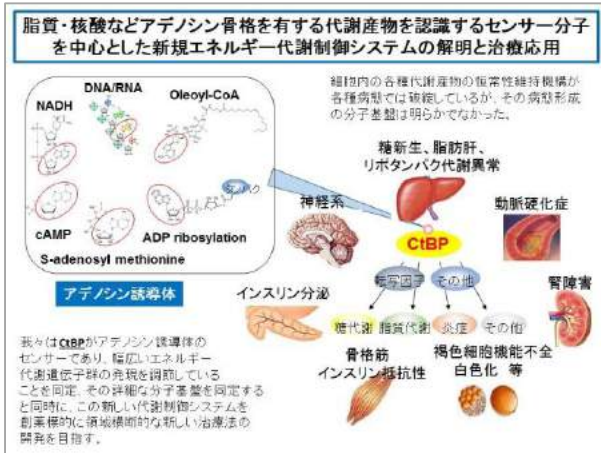 脂質・核酸などアデノシン骨格を有する代謝産物を認識するセンサー分子
を中心とした新規エネルギー代謝制御システムの解明と治療応用
NADH
DNA/RNA
Oleoyl-CoA
cAMP
ADP ribosylation
S-adenosyl methionine
アデノシン誘導体
細胞内の各種代謝産物の恒常性維持機構が
各種病態では破綻しているが、その病態形成
の分子基盤は明らかでなかった。
糖新生、脂肪肝、
リポタンパク代謝異常
神経系
動脈硬化症
CtBP
転写因子
その他
腎障害
インスリン分泌
糖代謝
脂質代謝
炎症
その他
骨格筋
インスリン抵抗性
褐色細胞機能不全
白色化 等
我々はCtBPがアデノシン誘導体の
センサーであり、幅広いエネルギー
代謝遺伝子群の発現を調節している
ことを同定、その詳細な分子基盤を同定する
と同時に、この新しい代謝制御システムを
創薬標的に領域横断的な新しい治療法の
開発を目指す。